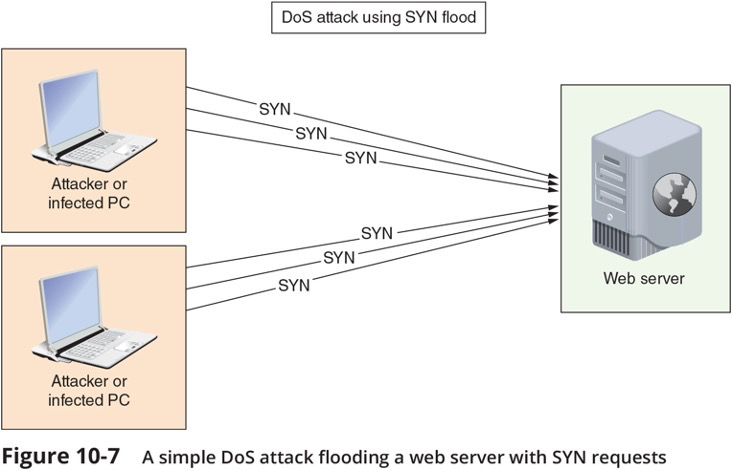 DoS attack using SYN flood
SYN
SYN
SYN
Attacker or
infected PC
SYN
SYN
SYN
Web server
Attacker or
infected PC
Figure 10-7 A simple DoS attack flooding a web server with SYN requests